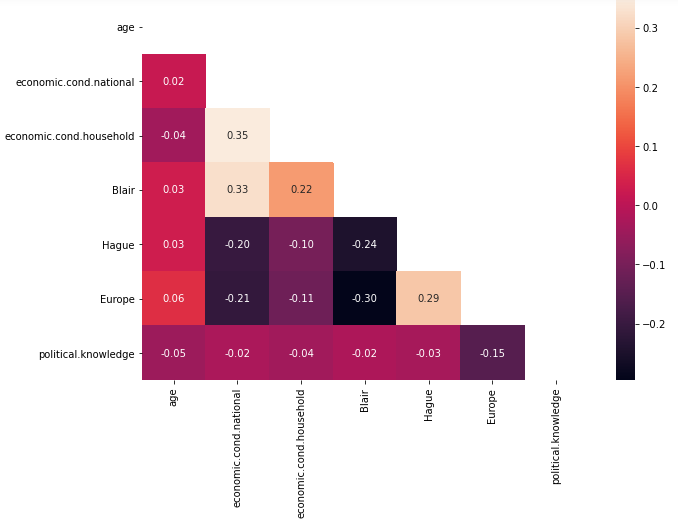 age
economic.cond.national
0.02
economic.cond.household
-0.04 0.35
Blair
0.03 0.33 0.22
Hague
0.03 -0.20 -0.10 -0.24
Europe
0.06 -0.21 -0.11 -0.30 0.29
political.knowledge
-0.05 -0.02 -0.04 -0.02 -0.03 -0.15
age
economic.cond.national
economic.cond.household
Blair
Hague
Europe
political.knowledge
0.3
0.2
0.1
0.0
−0.1
−0.2